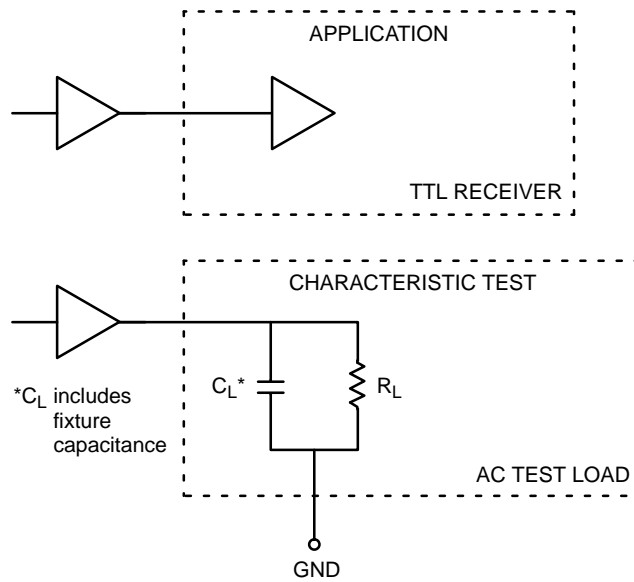 APPLICATION
TTL RECEIVER
CHARACTERISTIC TEST
*CL includes
fixture
capacitance
CL*
RL
AC TEST LOAD
GND